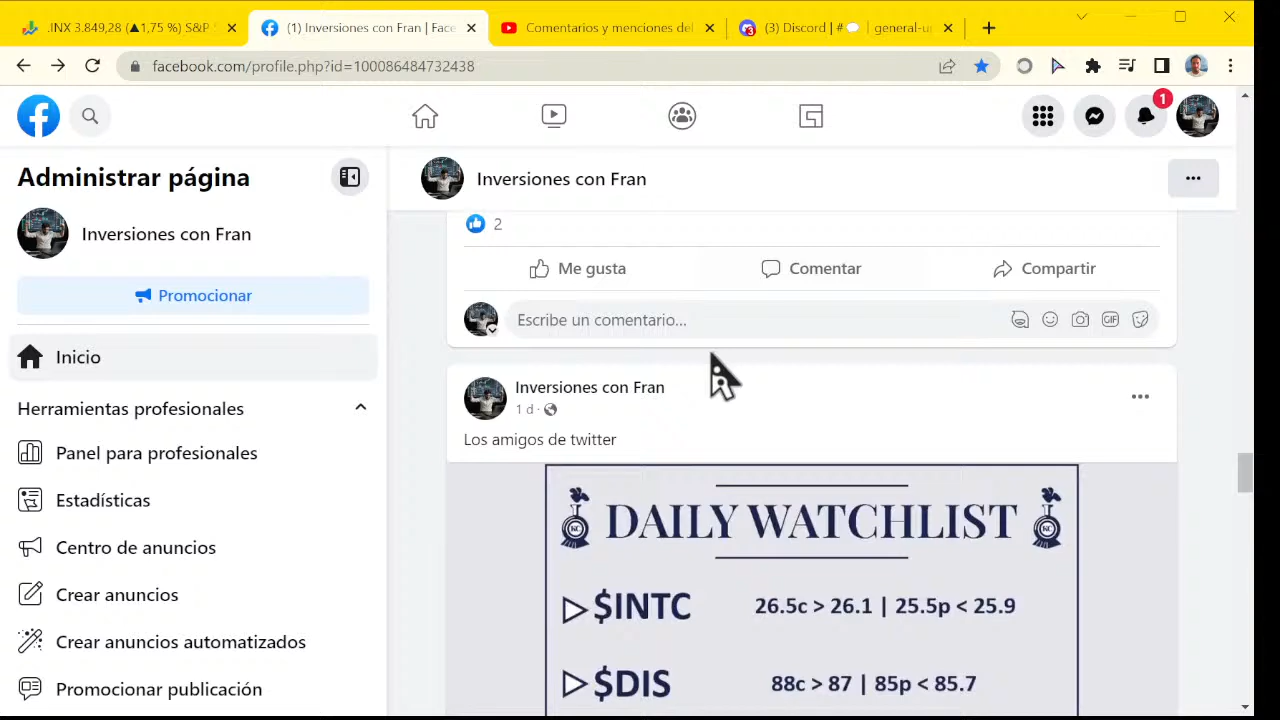 .INX 3.849,28 (▲1,75 %) S&P
(1) Inversiones con Fran | Face
Comentarios y menciones del
(3) Discord | #💬 | general-u
facebook.com/profile.php?id=100086484732438
1
Administrar página
Inversiones con Fran
Inversiones con Fran
Promocionar
Inicio
Herramientas profesionales
Panel para profesionales
Estadísticas
Centro de anuncios
Crear anuncios
Crear anuncios automatizados
Promocionar publicación
2
Me gusta
Comentar
Compartir
Escribe un comentario...
GIF
Inversiones con Fran
1 d ·
Los amigos de twitter
KC DAILY WATCHLIST KC
$INTC 26.5c > 26.1 | 25.5p < 25.9
$DIS 88c > 87 | 85p < 85.7